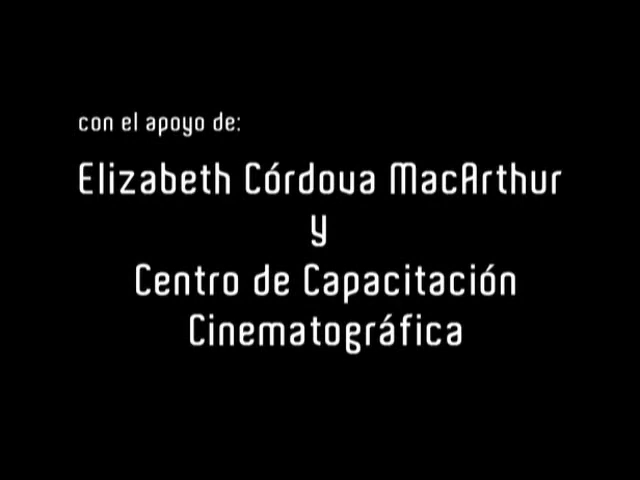 con el apoyo de:
Elizabeth Córdova MacArthur
y
Centro de Capacitación
Cinematográfica